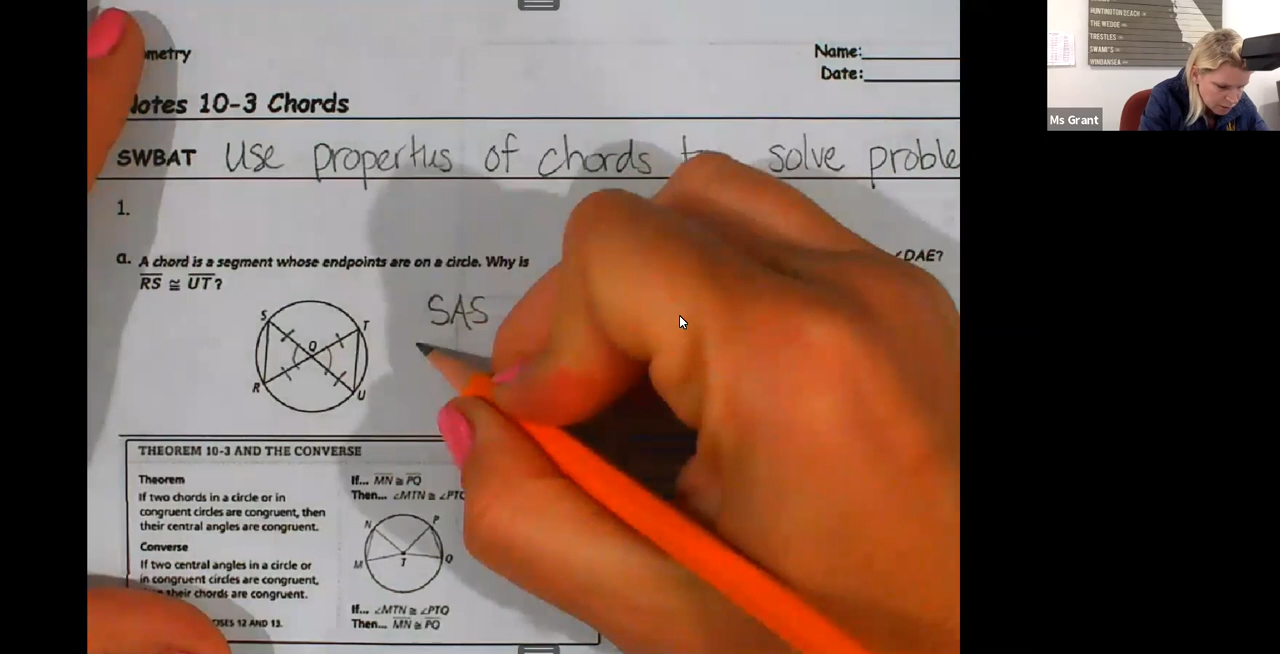 metry
Name:
Date:
Notes 10-3 Chords
SWBAT use propertus of chords solve proble
1.
a. A chord is a segment whose endpoints are on a circle. Why is
RS ≅ UT?
DAE?
SAS
S
T
Q
R
U
THEOREM 10-3 AND THE CONVERSE
Theorem
If two chords in a circle or in
congruent circles are congruent, then
their central angles are congruent.
Converse
If two central angles in a circle or
in congruent circles are congruent,
their chords are congruent.
ISES 12 AND 13.
If... MN ≅ PQ
Then... ∠MTN ≅ ∠PTQ
N
P
M
T
Q
If... ∠MTN ≅ ∠PTQ
Then... MN ≅ PQ
HUNTINGTON BEACH
THE WEDGE
TRESTLES
SWAMI'S
WINDANSEA
Ms Grant